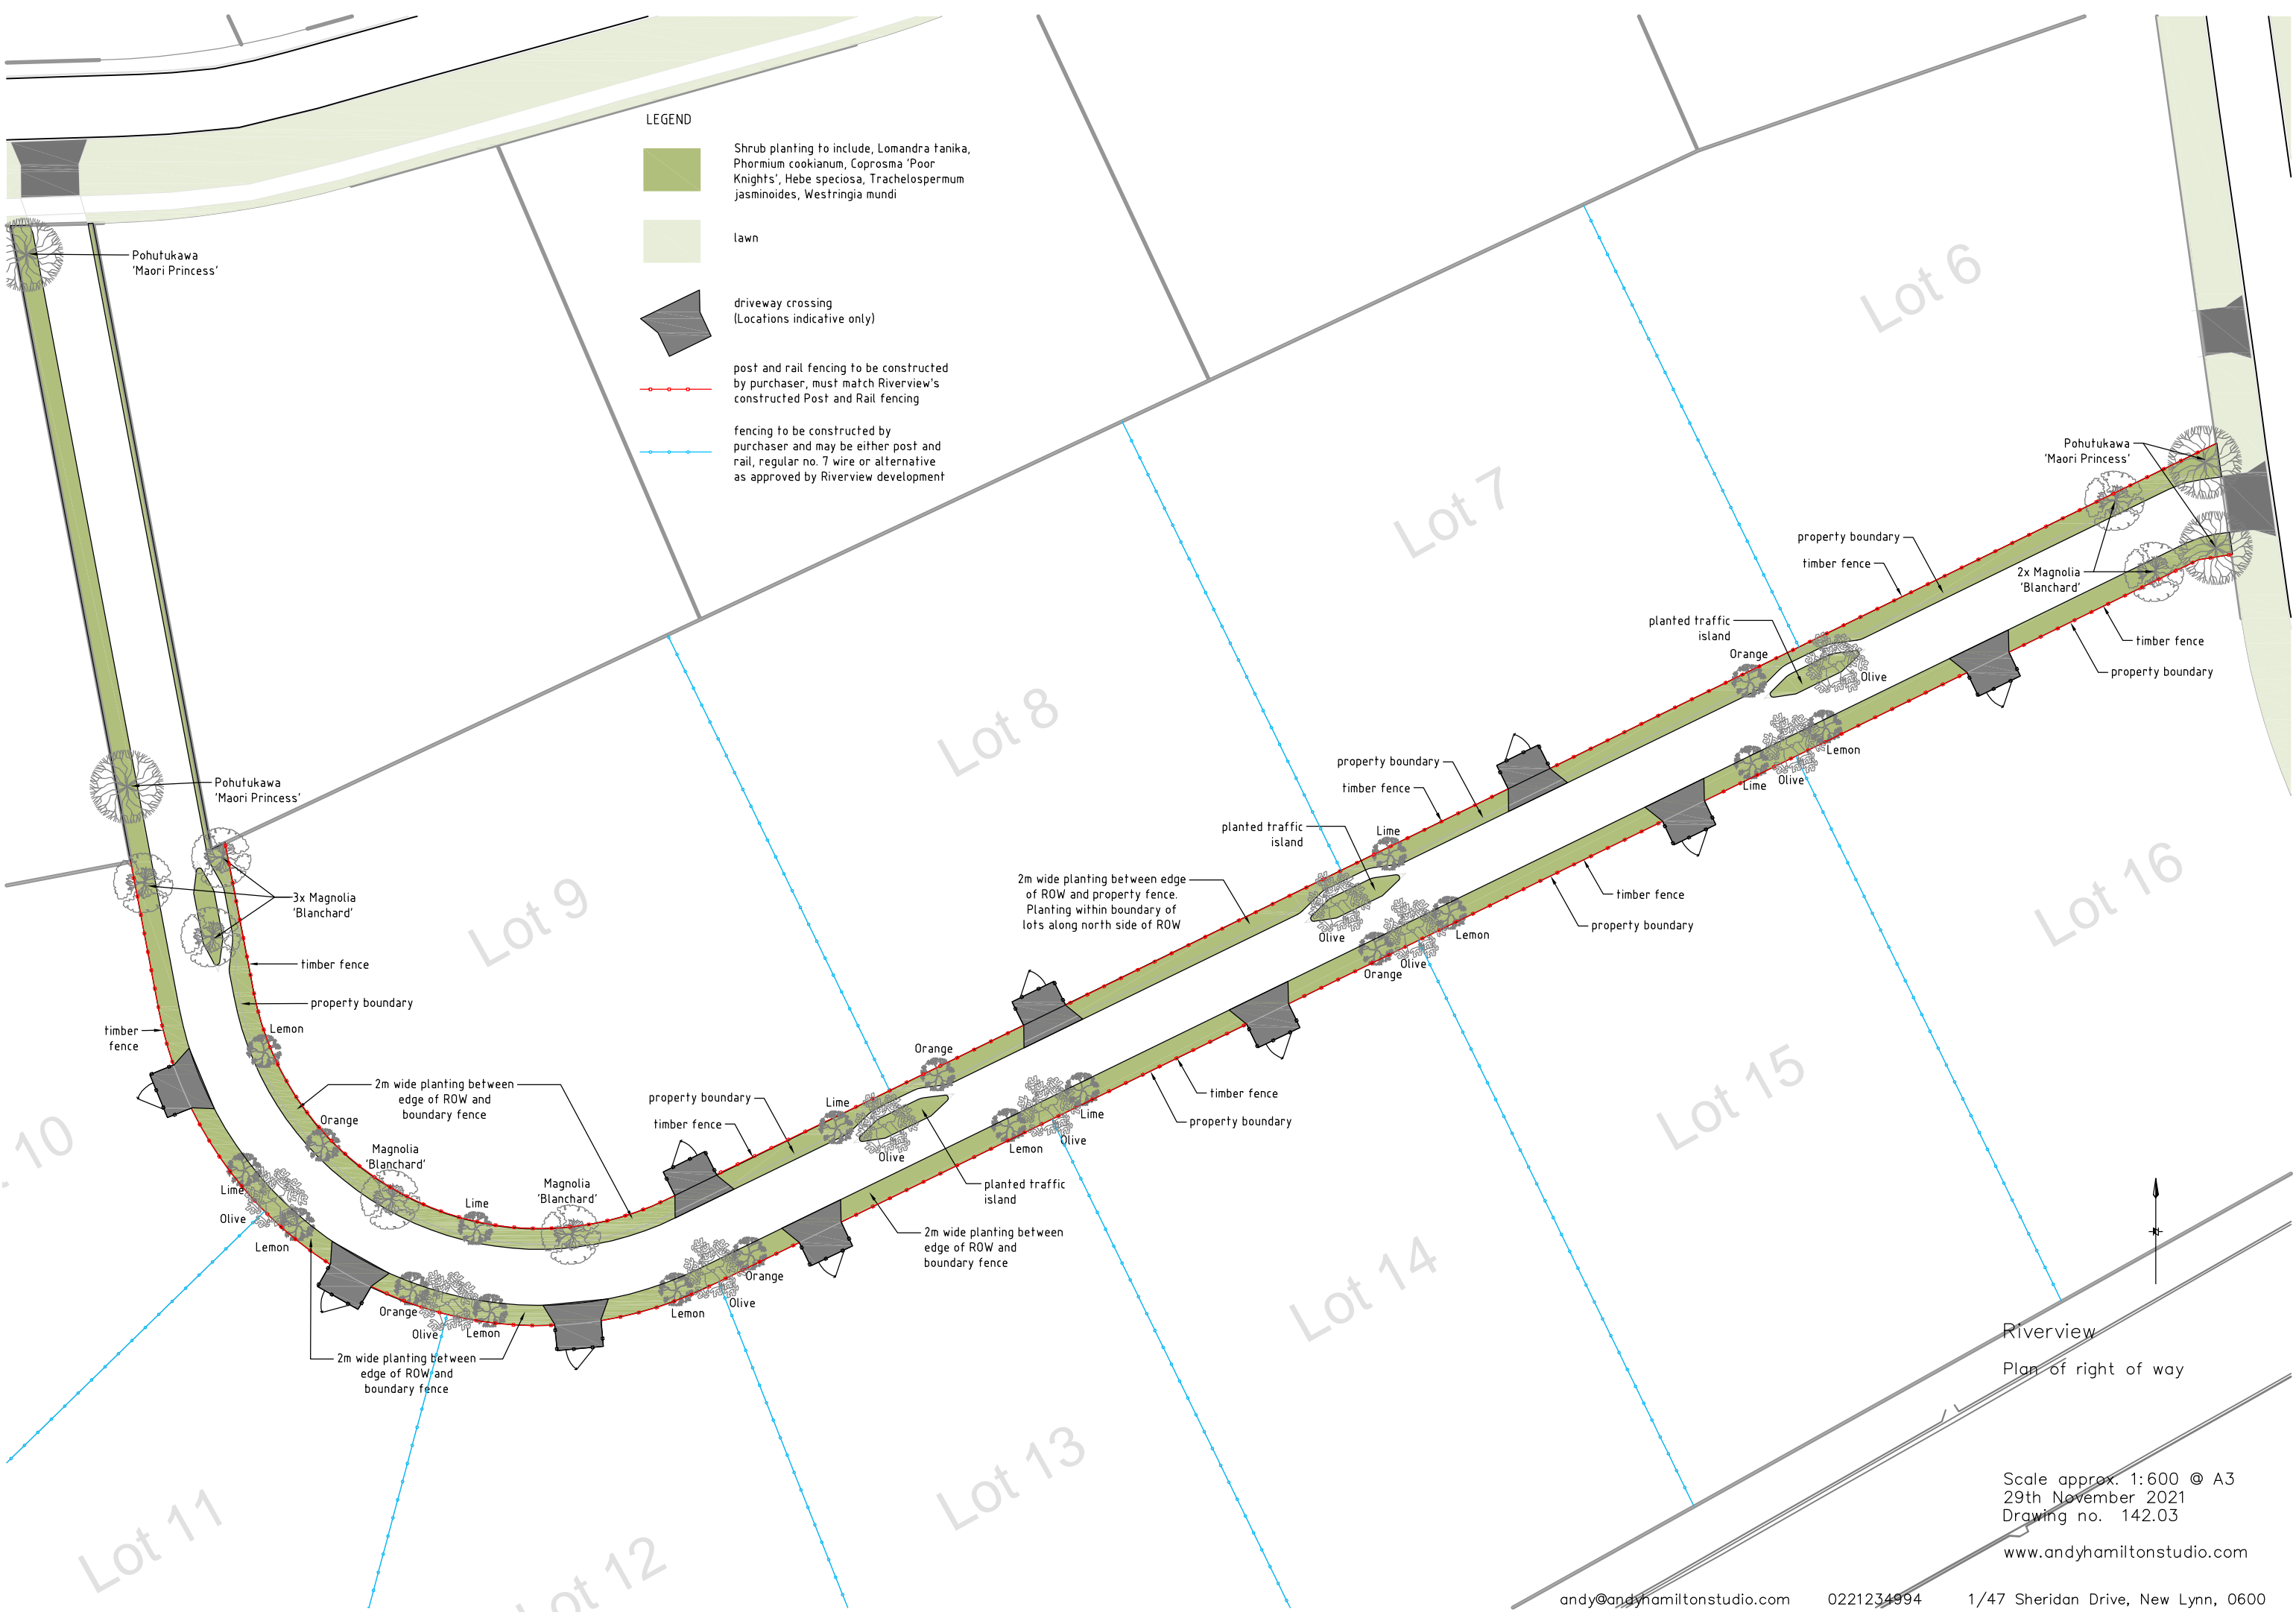 LEGEND
Shrub planting to include, Lomandra tanika,
Phormium cookianum, Coprosma 'Poor
Knights', Hebe speciosa, Trachelospermum
jasminoides, Westringia mundi
lawn
driveway crossing
(Locations indicative only)
post and rail fencing to be constructed
by purchaser, must match Riverview's
constructed Post and Rail fencing
fencing to be constructed by
purchaser and may be either post and
rail, regular no. 7 wire or alternative
as approved by Riverview development
Pohutukawa
'Maori Princess'
Lot 6
Lot 7
Pohutukawa
'Maori Princess'
property boundary
timber fence
2x Magnolia
'Blanchard'
planted traffic
island
Orange
Olive
timber fence
property boundary
Lot 8
Lemon
Olive
Lime
property boundary
timber fence
Pohutukawa
'Maori Princess'
planted traffic
island
Lime
2m wide planting between edge
of ROW and property fence.
Planting within boundary of
lots along north side of ROW
Olive
Lemon
Olive
Orange
timber fence
property boundary
Lot 16
3x Magnolia
'Blanchard'
Lot 9
timber fence
property boundary
timber
fence
Lemon
Orange
2m wide planting between
edge of ROW and
boundary fence
property boundary
timber fence
Lime
Olive
timber fence
property boundary
Lime
Olive
Lemon
Lot 15
Orange
Magnolia
'Blanchard'
10
Lime
Olive
Lemon
Lime
Magnolia
'Blanchard'
planted traffic
island
2m wide planting between
edge of ROW and
boundary fence
Orange
Olive
Lemon
Orange
Olive
Lemon
Lot 14
2m wide planting between
edge of ROW and
boundary fence
Lot 13
Lot 11
Lot 12
Riverview
Plan of right of way
Scale approx. 1:600 @ A3
29th November 2021
Drawing no. 142.03
www.andyhamiltonstudio.com
andy@andyhamiltonstudio.com 0221234994 1/47 Sheridan Drive, New Lynn, 0600